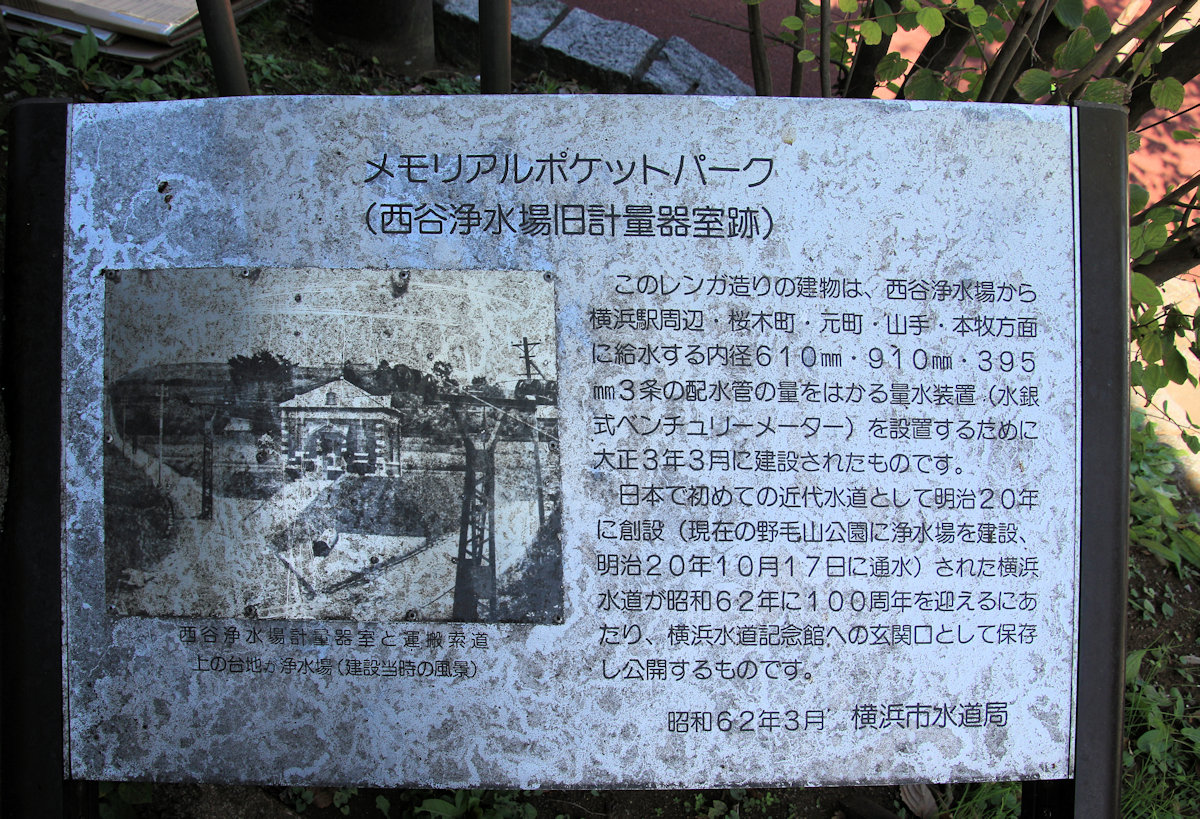 メモリアルポケットパーク
(西谷浄水場旧計量器室跡)
このレンガ造りの建物は、西谷浄水場から
横浜駅周辺・桜木町・元町・山手・本牧方面
に給水する内径610㎜・910㎜・395
㎜3条の配水管の量をはかる量水装置(水銀
式ベンチュリーメーター)を設置するために
大正3年3月に建設されたものです。
日本で初めての近代水道として明治20年
に創設(現在の野毛山公園に浄水場を建設、
明治20年10月17日に通水)された横浜
水道が昭和62年に100周年を迎えるにあ
たり、横浜水道記念館への玄関口として保存
し公開するものです。
昭和62年3月 横浜市水道局
西谷浄水場計量器室と運搬索道
上の台地が浄水場(建設当時の風景)